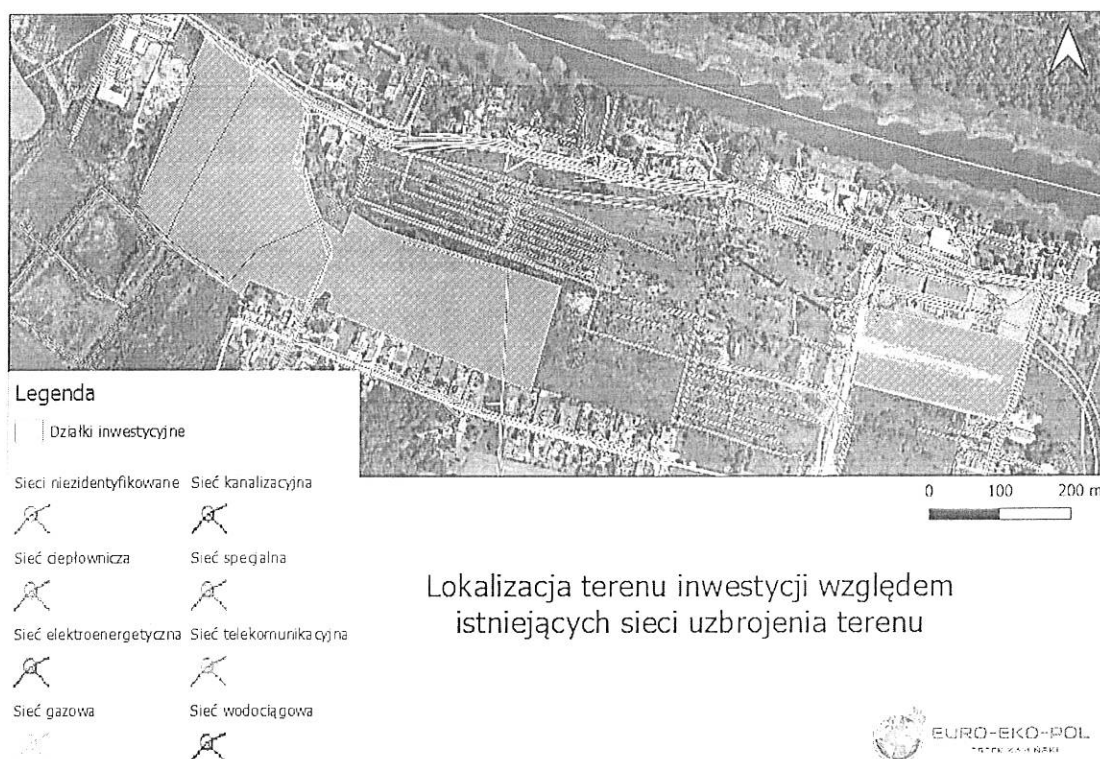 Legenda
Działki inwestycyjne
Sieci niezidentyfikowane Sieć kanalizacyjna
Sieć ciepłownicza Sieć specjalna
Sieć elektroenergetyczna Sieć telekomunikacyjna
Sieć gazowa Sieć wodociągowa
0 100 200 m
Lokalizacja terenu inwestycji względem
istniejących sieci uzbrojenia terenu
EURO-EKO-POL